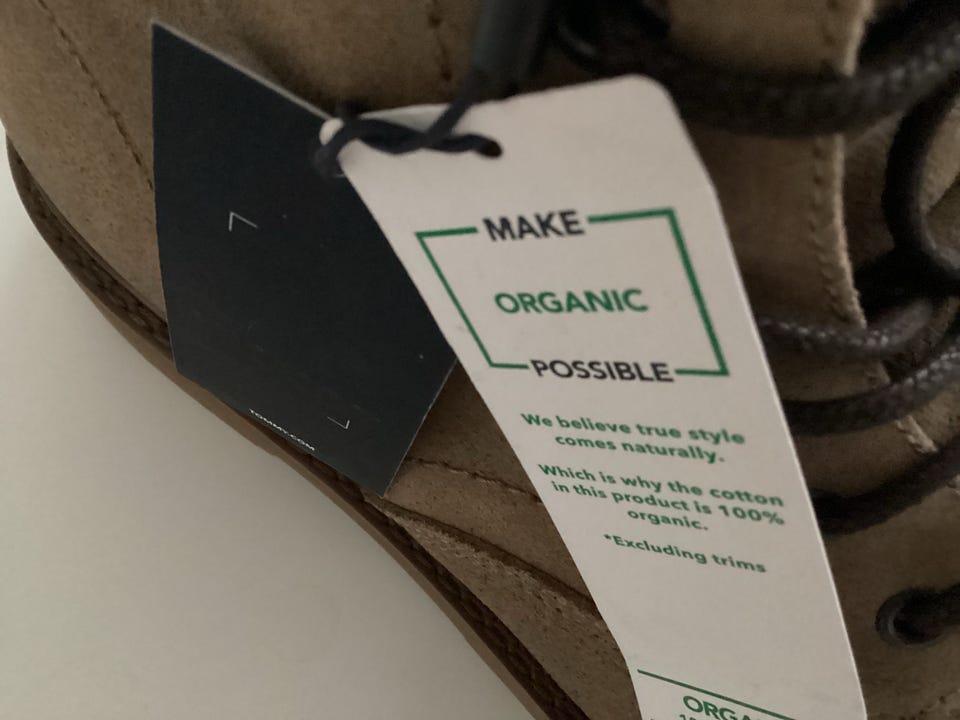 MAKE
ORGANIC
POSSIBLE
We believe true style
comes naturally.
Which is why the cotton
in this product is 100%
organic.
*Excluding trims
TOMMY.COM